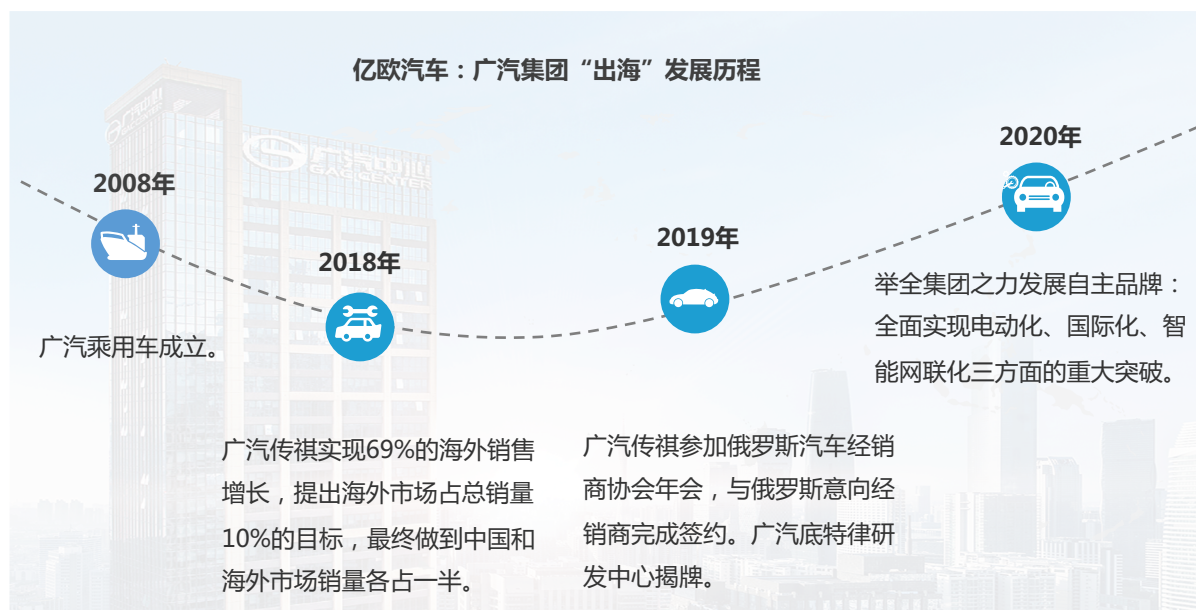 亿欧汽车：广汽集团“出海”发展历程
广汽中心
GAC CENTER
2008年
广汽乘用车成立。
2018年
广汽传祺实现69%的海外销售
增长，提出海外市场占总销量
10%的目标，最终做到中国和
海外市场销量各占一半。
2019年
广汽传祺参加俄罗斯汽车经销
商协会年会，与俄罗斯意向经
销商完成签约。广汽底特律研
发中心揭牌。
2020年
举全集团之力发展自主品牌：
全面实现电动化、国际化、智
能网联化三方面的重大突破。